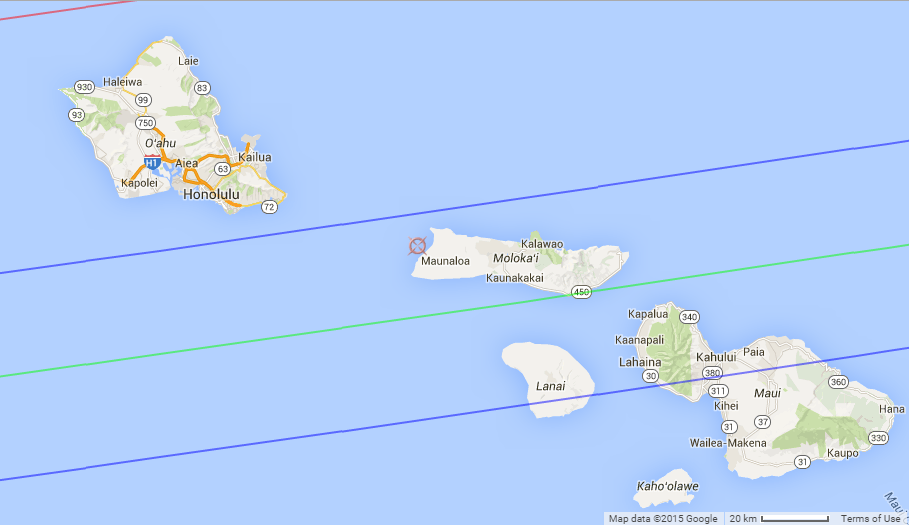 Laie
Haleiwa
930
83
99
93
750
O'ahu
Kailua
H1
Aiea
63
Kapolei
Honolulu
72
Kalawao
Maunaloa
Moloka'i
Kaunakakai
450
Kapalua
340
Kaanapali
Kahului
Paia
Lahaina
30
380
360
Lanai
311
Maui
Kihei
Hana
37
31
330
Wailea-Makena
Kaupo
31
Kahoʻolawe
Mau
Map data ©2015 Google
20 km
Terms of Use